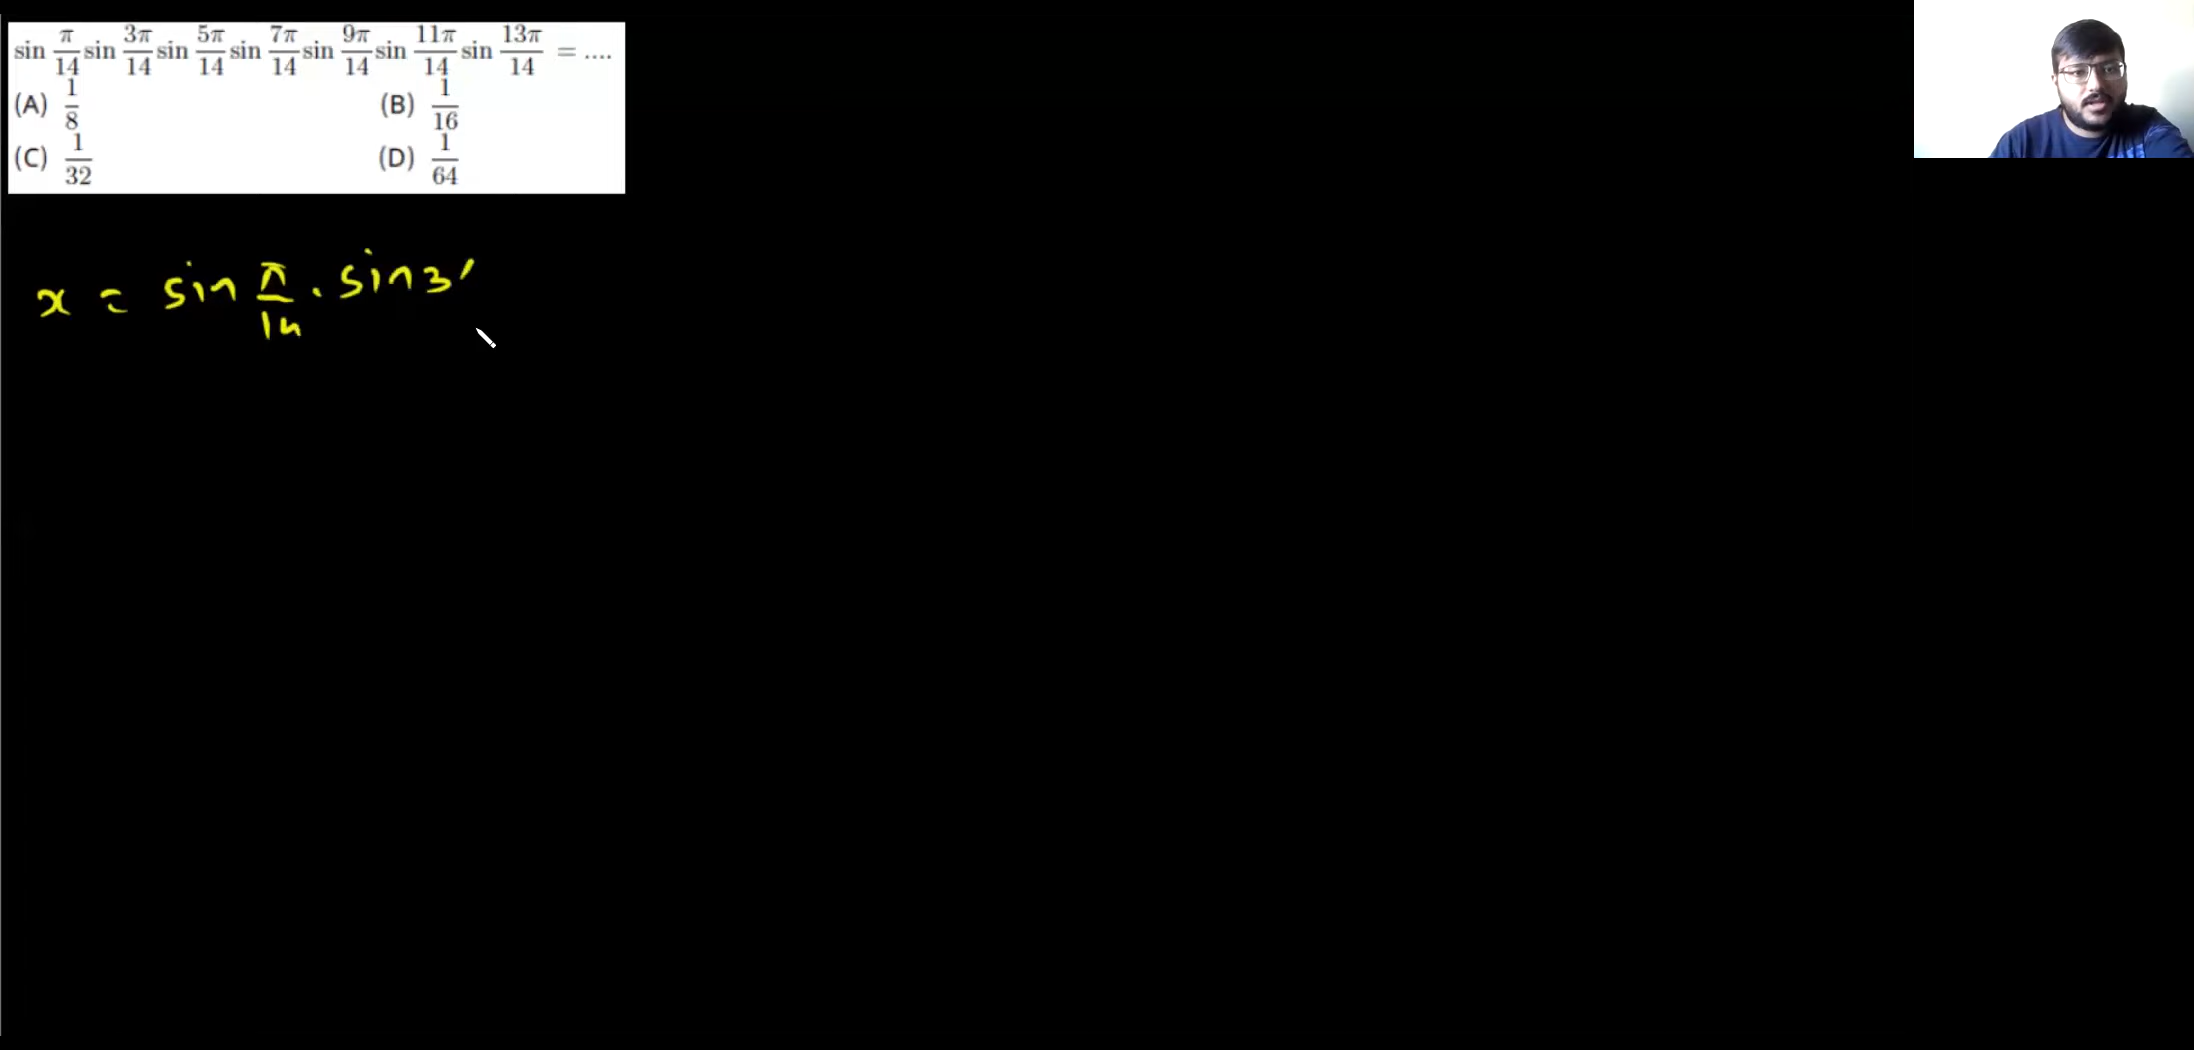 sin π/14 sin 3π/14 sin 5π/14 sin 7π/14 sin 9π/14 sin 11π/14 sin 13π/14 = ....
(A) 1/8 (B) 1/16
(C) 1/32 (D) 1/64
x = sin π/14 . sin 3